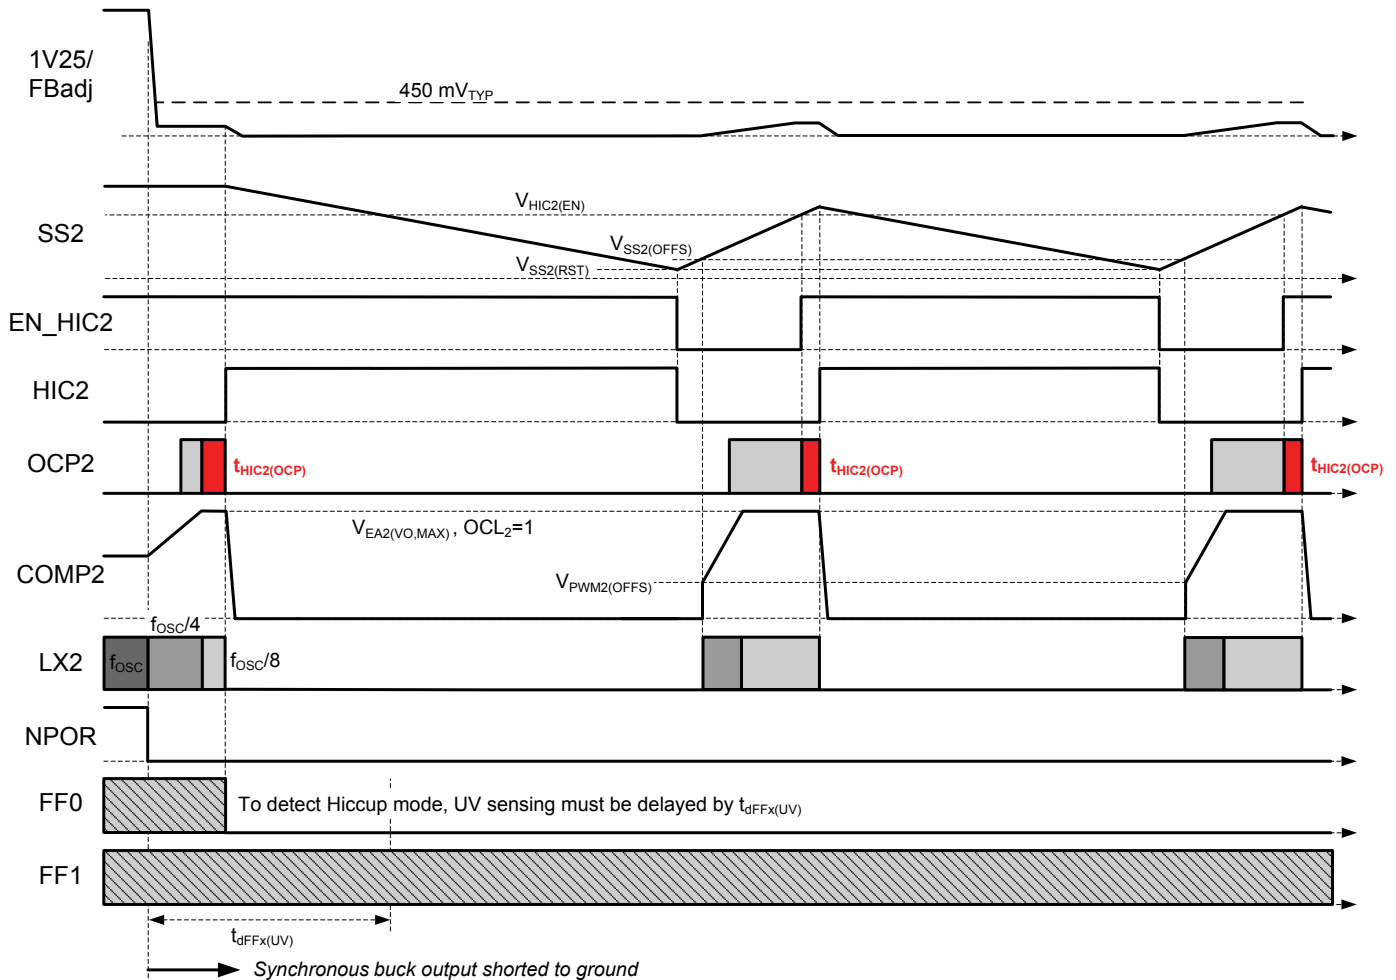 1V25/
FBadj
450 mVTYP
SS2
VHIC2(EN)
VSS2(OFFS)
VSS2(RST)
EN_HIC2
HIC2
OCP2
tHIC2(OCP)
tHIC2(OCP)
tHIC2(OCP)
COMP2
VEA2(VO,MAX) , OCL2=1
VPWM2(OFFS)
LX2
fOSC
fOSC/4
fOSC/8
NPOR
FF0
To detect Hiccup mode, UV sensing must be delayed by tdFFx(UV)
FF1
tdFFx(UV)
Synchronous buck output shorted to ground